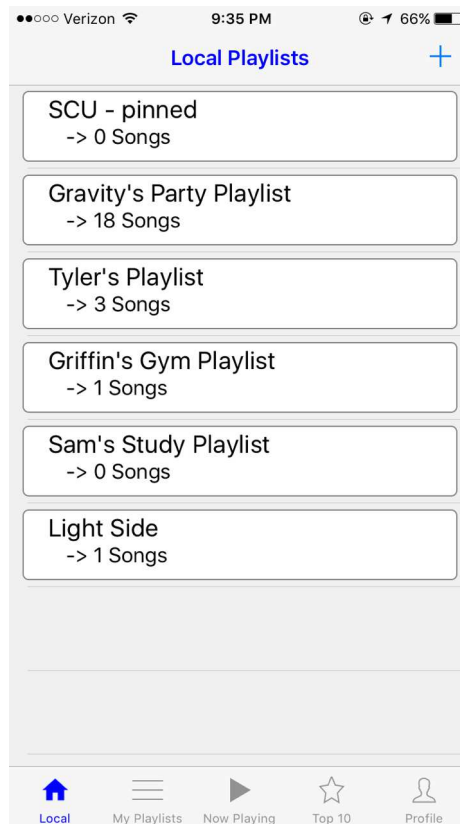 Verizon 9:35 PM 66%
Local Playlists +
SCU - pinned
-> 0 Songs
Gravity's Party Playlist
-> 18 Songs
Tyler's Playlist
-> 3 Songs
Griffin's Gym Playlist
-> 1 Songs
Sam's Study Playlist
-> 0 Songs
Light Side
-> 1 Songs
Local My Playlists Now Playing Top 10 Profile